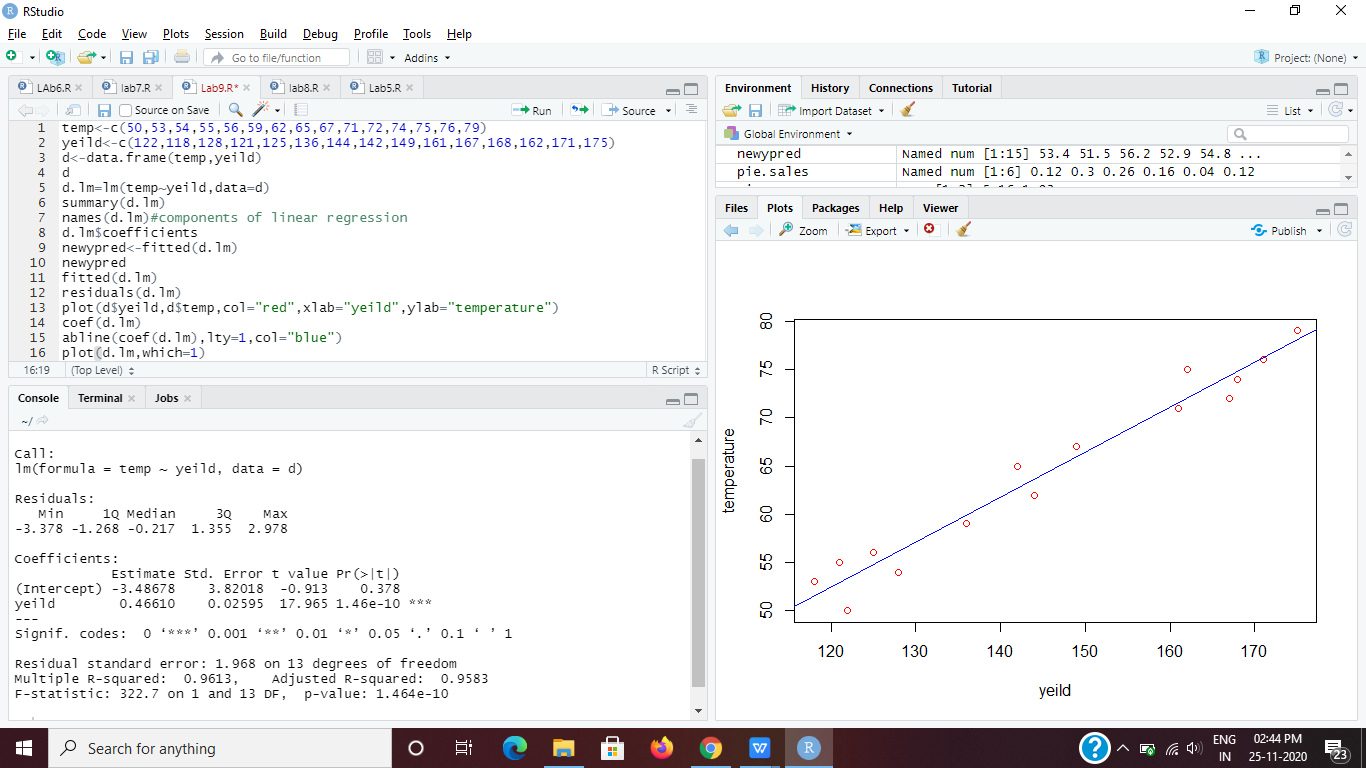 RStudio
File Edit Code View Plots Session Build Debug Profile Tools Help
Go to file/function Addins Project: (None)
LAb6.R lab7.R Lab9.R* lab8.R Lab5.R
Source on Save Run Source
1 temp<-c(50,53,54,55,56,59,62,65,67,71,72,74,75,76,79)
2 yeild<-c(122,118,128,121,125,136,144,142,149,161,167,168,162,171,175)
3 d<-data.frame(temp,yeild)
4 d
5 d.lm=lm(temp~yeild,data=d)
6 summary(d.lm)
7 names(d.lm)#components of linear regression
8 d.lm$coefficients
9 newypred<-fitted(d.lm)
10 newypred
11 fitted(d.lm)
12 residuals(d.lm)
13 plot(d$yeild,d$temp,col="red",xlab="yeild",ylab="temperature")
14 coef(d.lm)
15 abline(coef(d.lm),lty=1,col="blue")
16 plot(d.lm,which=1)
16:19 (Top Level) R Script
Console Terminal Jobs
~/
Call:
lm(formula = temp ~ yeild, data = d)
Residuals:
Min 1Q Median 3Q Max
-3.378 -1.268 -0.217 1.355 2.978
Coefficients:
Estimate Std. Error t value Pr(>|t|)
(Intercept) -3.48678 3.82018 -0.913 0.378
yeild 0.46610 0.02595 17.965 1.46e-10 ***
---
Signif. codes: 0 ‘***’ 0.001 ‘**’ 0.01 ‘*’ 0.05 ‘.’ 0.1 ‘ ’ 1
Residual standard error: 1.968 on 13 degrees of freedom
Multiple R-squared: 0.9613, Adjusted R-squared: 0.9583
F-statistic: 322.7 on 1 and 13 DF, p-value: 1.464e-10
Environment History Connections Tutorial
Import Dataset List
Global Environment
newypred Named num [1:15] 53.4 51.5 56.2 52.9 54.8 ...
pie.sales Named num [1:6] 0.12 0.3 0.26 0.16 0.04 0.12
Files Plots Packages Help Viewer
Zoom Export Publish
temperature
80
75
70
65
60
55
50
120 130 140 150 160 170
yeild
Search for anything
ENG
IN
02:44 PM
25-11-2020
23